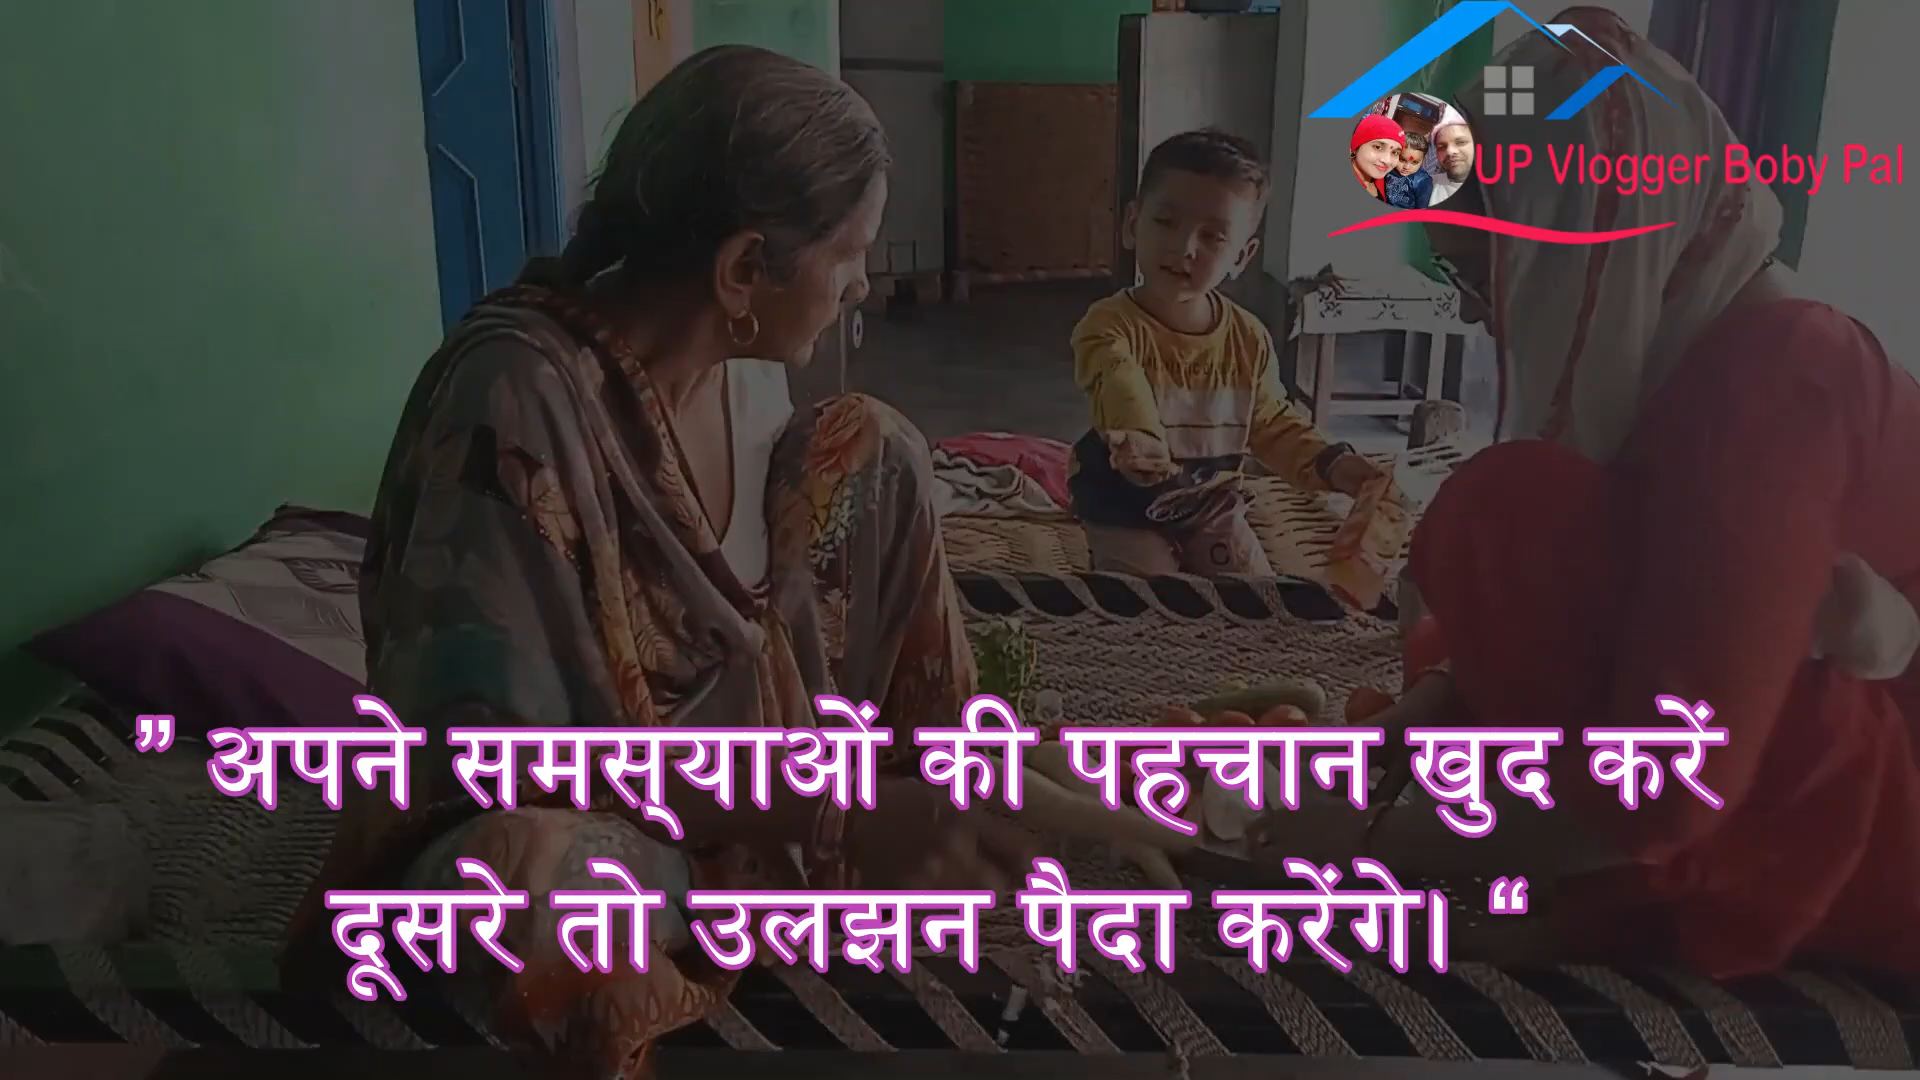 UP Vlogger Boby Pal
” अपने समस्याओं की पहचान खुद करें
दूसरे तो उलझन पैदा करेंगे। “